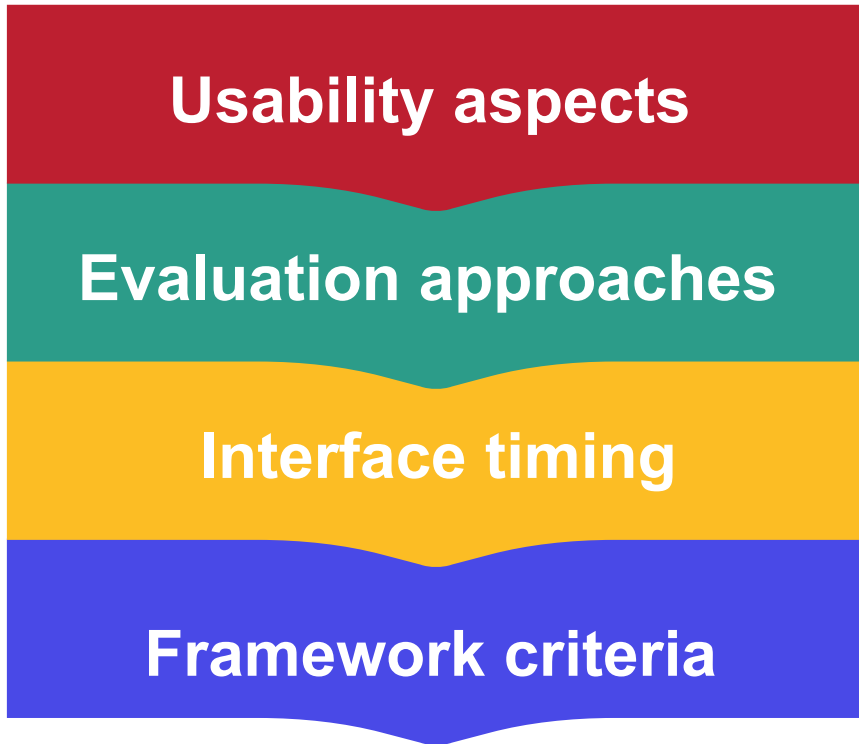 Usability aspects
Evaluation approaches
Interface timing
Framework criteria